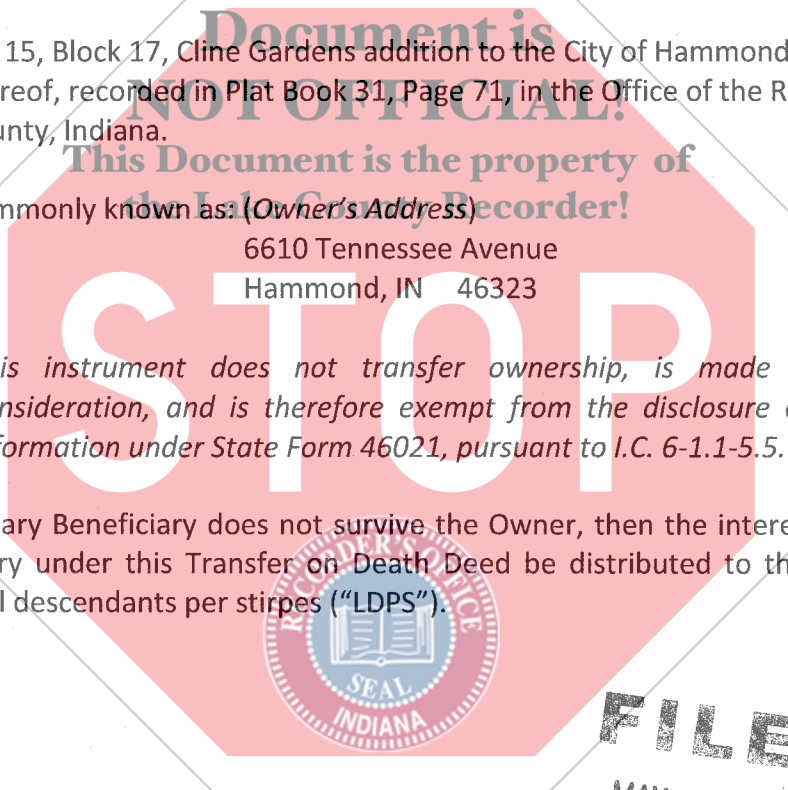 Document is
15, Block 17, Cline Gardens addition to the City of Hammond
reof, recorded in Plat Book 31, Page 71, in the Office of the R
NOT OFFICIAL!
unty, Indiana.
This Document is the property of
the Lake County Recorder!
mmonly known as: (Owner's Address)
6610 Tennessee Avenue
Hammond, IN 46323
STOP
is instrument does not transfer ownership, is made
nsideration, and is therefore exempt from the disclosure
formation under State Form 46021, pursuant to I.C. 6-1.1-5.5.
ary Beneficiary does not survive the Owner, then the intere
ry under this Transfer on Death Deed be distributed to th
l descendants per stirpes ("LDPS").
RECORDER'S OFFICE
SEAL
INDIANA
FILE